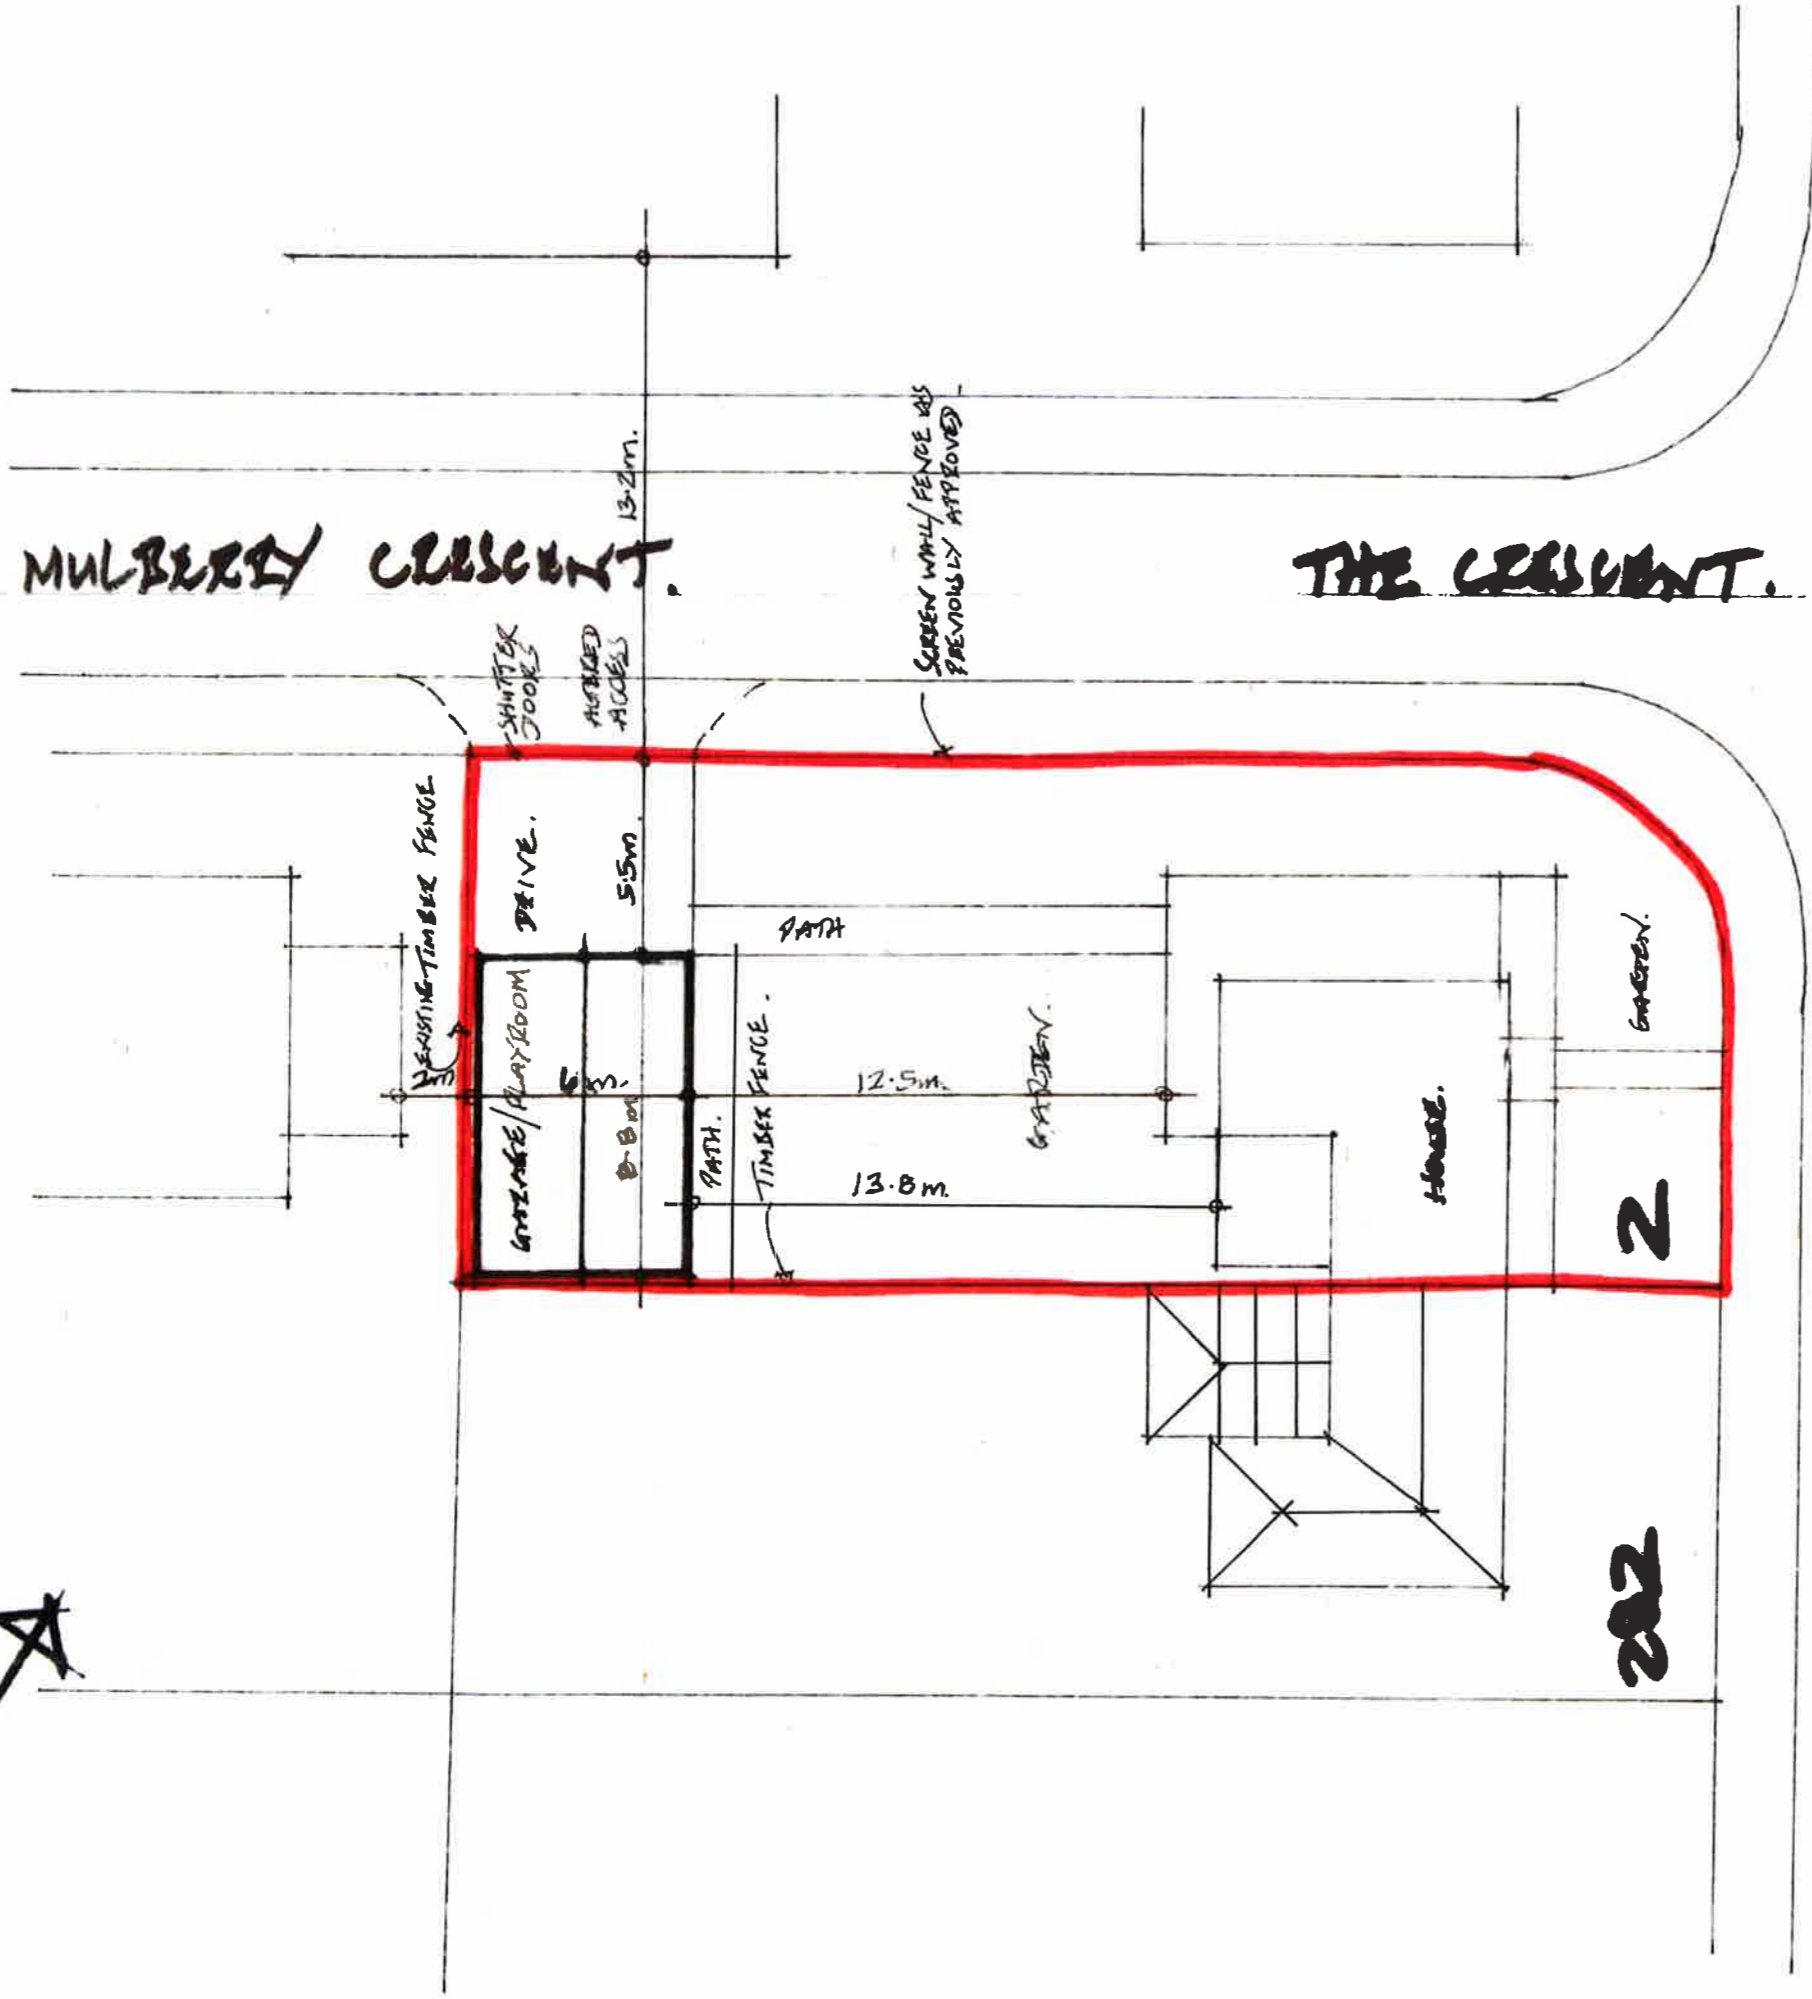 MULBERRY CRESCENT.
THE CRESCENT.
13.2m.
SCREEN WALL/FENCE AS
PREVIOUSLY APPROVED
SHUTTER
DOORS
ACCESS
EXISTING TIMBER FENCE
2m
DRIVE.
5.5m.
PATH
GARAGE/PLAYROOM
6m.
8.8m
PATH.
TIMBER FENCE.
12.5m.
13.8m.
GARDEN.
HOUSE.
GARDEN.
2